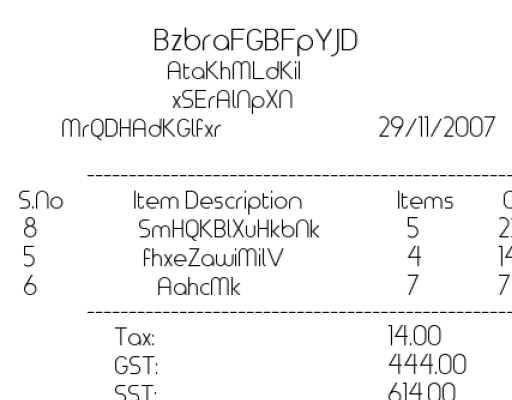 BzbraFGBFpYJD
AtaKhMLdKil
xSErAlNpXN
MrQDHAdKGlfxr 29/11/2007
S.No Item Description Items
8 SmHQKBlXuHkbNk 5
5 fhxeZawiMilV 4
6 AahcMk 7
Tax: 14.00
GST: 444.00
SST: 614.00